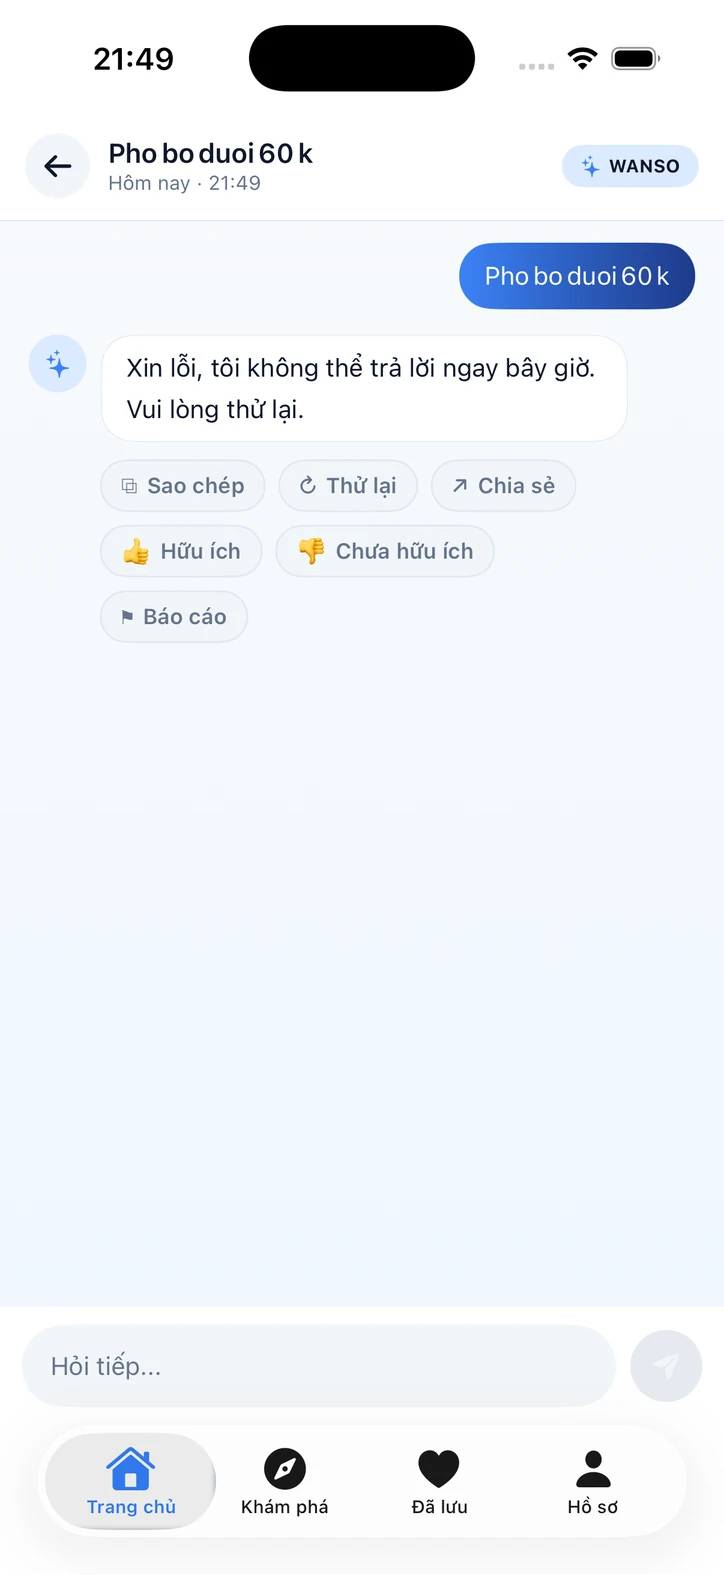 21:49
Pho bo duoi 60 k
Hôm nay · 21:49
WANSO
Pho bo duoi 60 k
Xin lỗi, tôi không thể trả lời ngay bây giờ.
Vui lòng thử lại.
Sao chép
Thử lại
Chia sẻ
Hữu ích
Chưa hữu ích
Báo cáo
Hỏi tiếp...
Trang chủ
Khám phá
Đã lưu
Hồ sơ